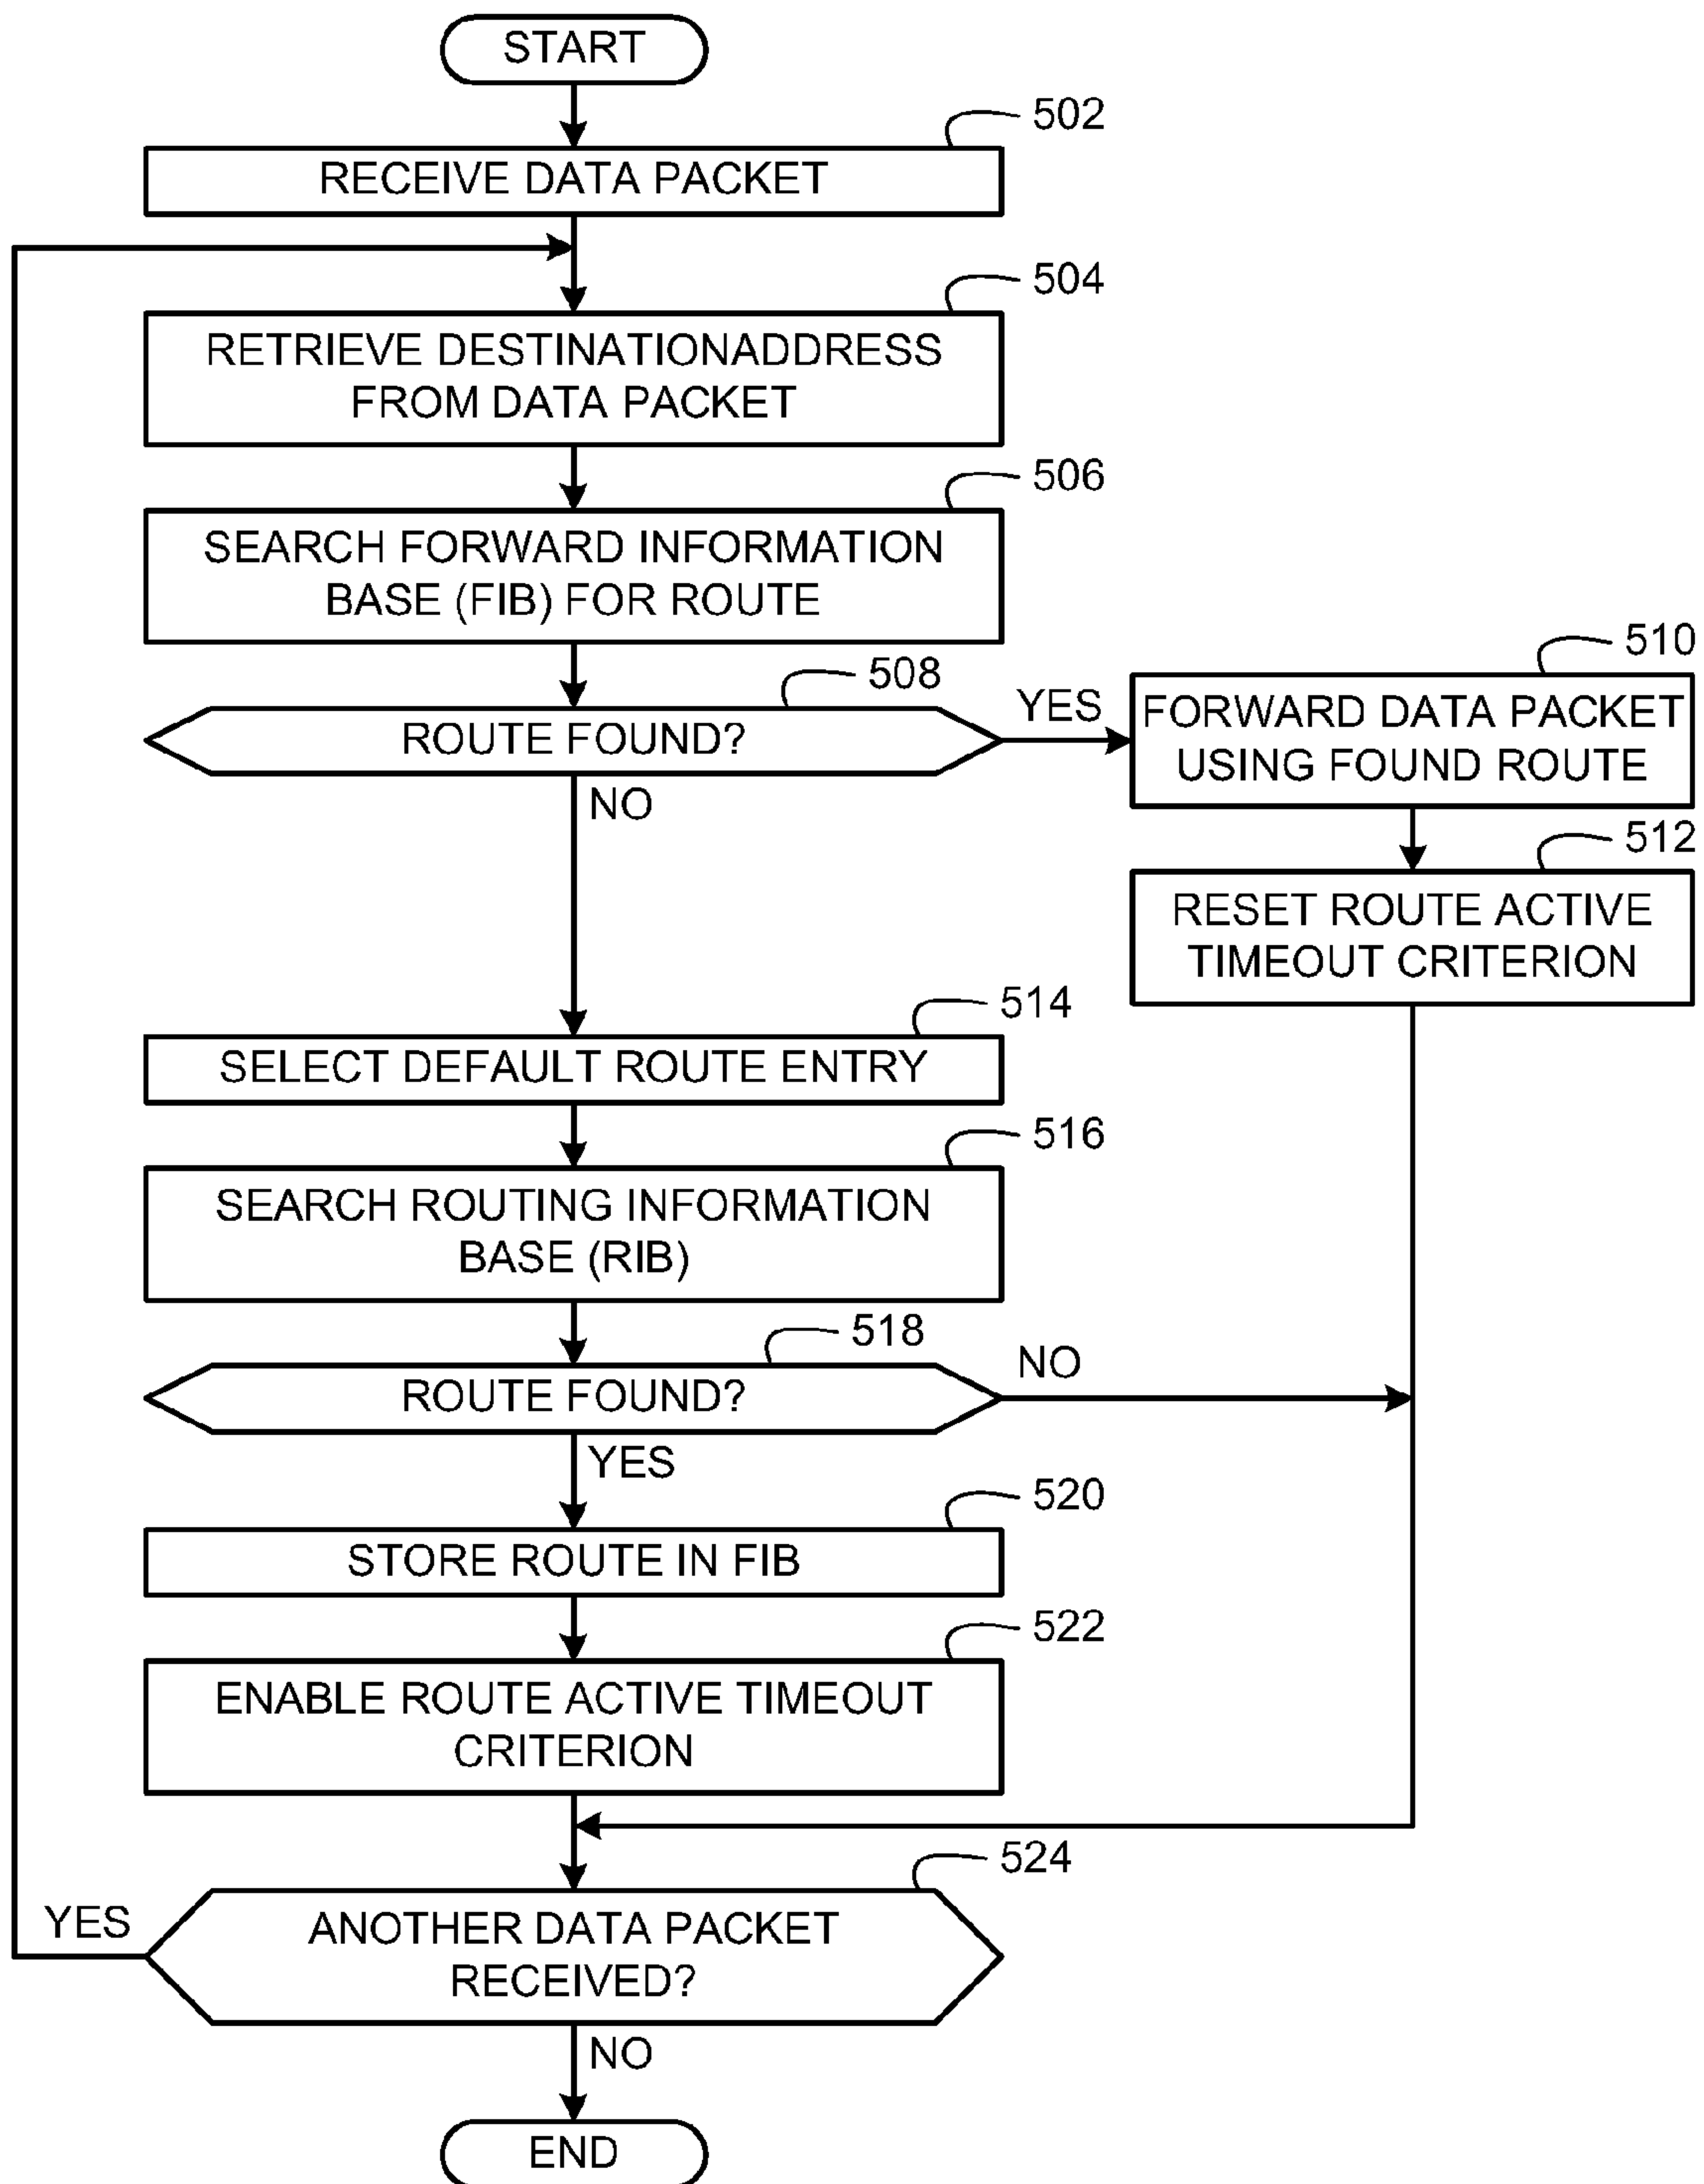 START
502
RECEIVE DATA PACKET
504
RETRIEVE DESTINATIONADDRESS
FROM DATA PACKET
506
SEARCH FORWARD INFORMATION
BASE (FIB) FOR ROUTE
508
ROUTE FOUND?
YES
510
FORWARD DATA PACKET
USING FOUND ROUTE
NO
512
RESET ROUTE ACTIVE
TIMEOUT CRITERION
514
SELECT DEFAULT ROUTE ENTRY
516
SEARCH ROUTING INFORMATION
BASE (RIB)
518
ROUTE FOUND?
NO
YES
520
STORE ROUTE IN FIB
522
ENABLE ROUTE ACTIVE TIMEOUT
CRITERION
524
ANOTHER DATA PACKET
RECEIVED?
YES
NO
END